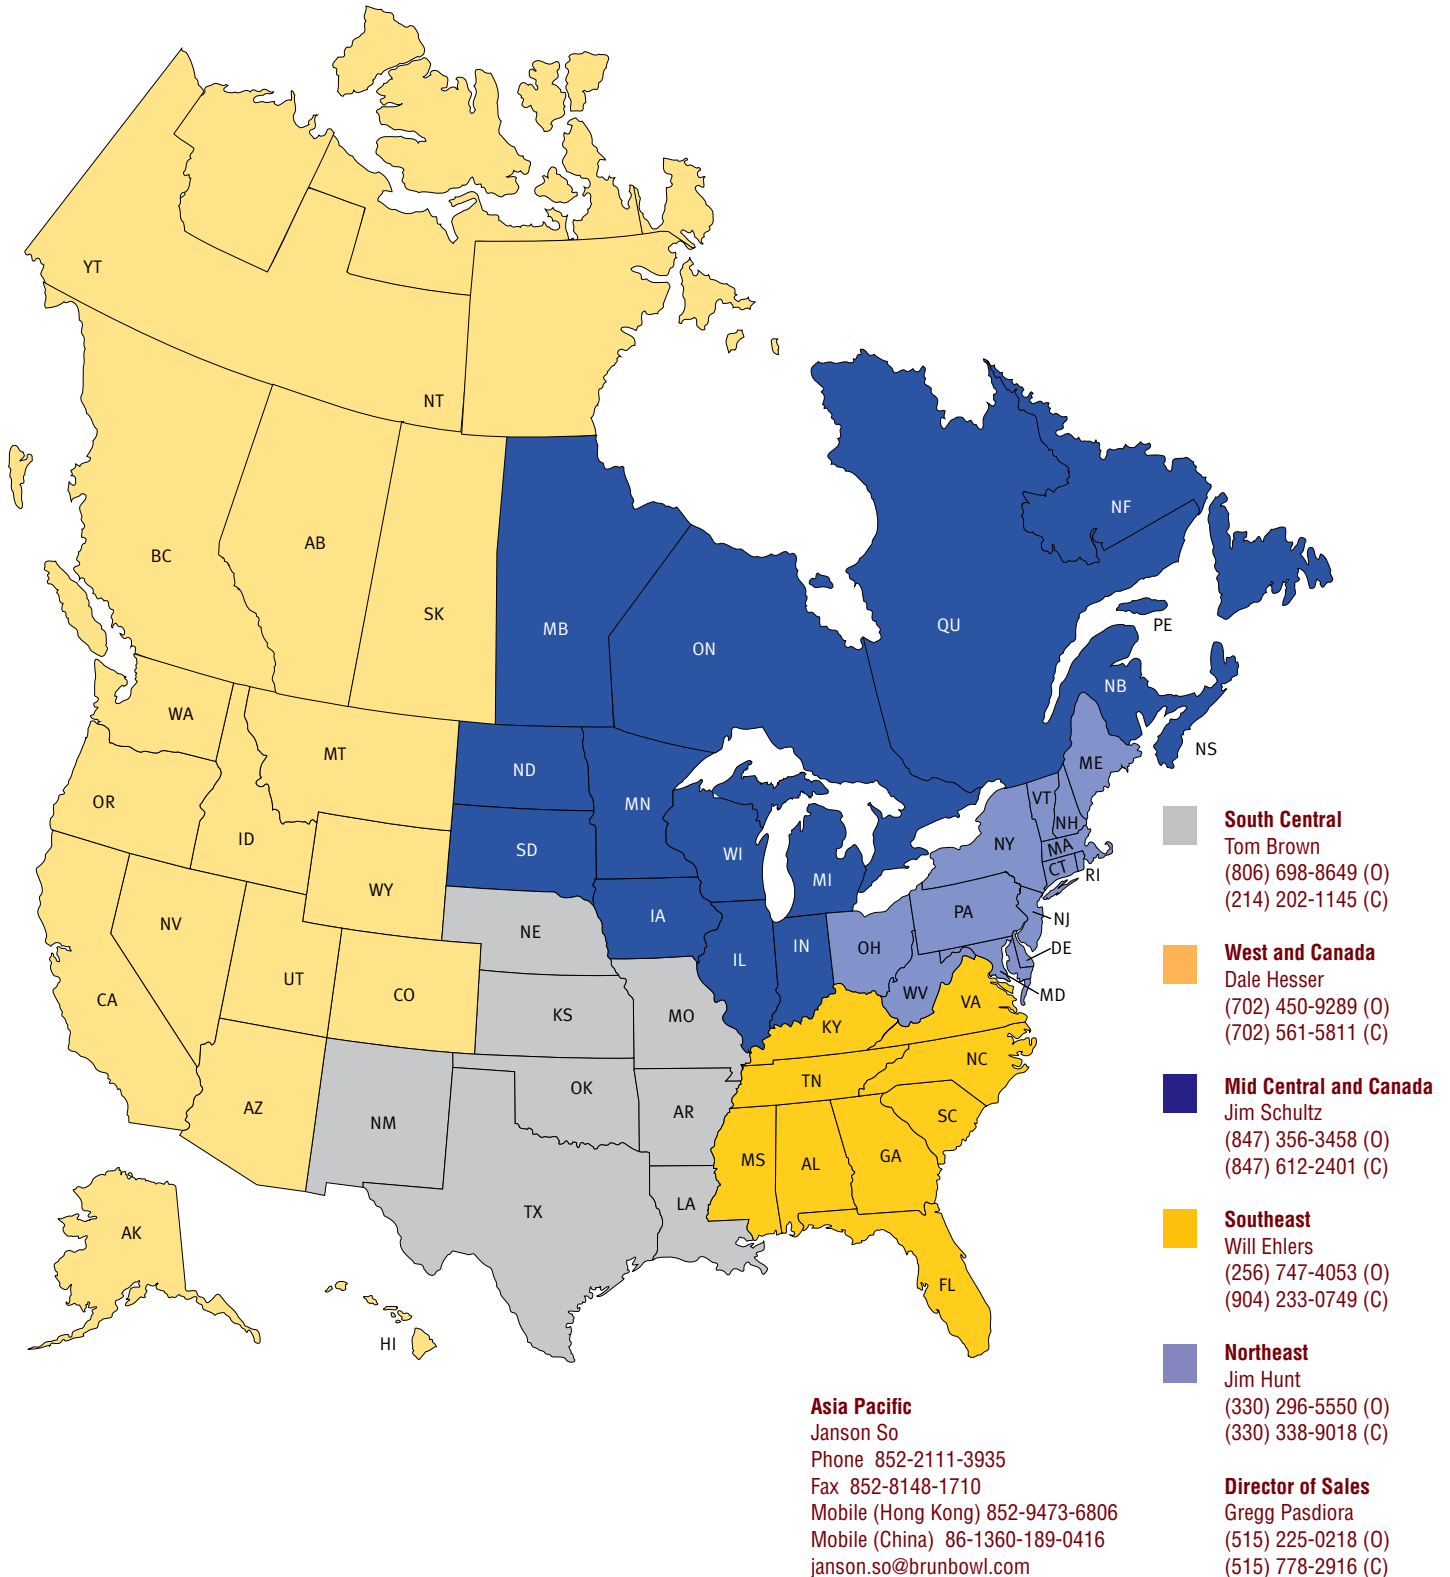 YT
NT
BC
AB
SK
MB
ON
QU
NF
PE
NB
NS
WA
MT
OR
ID
WY
NV
UT
CO
CA
AZ
ND
SD
MN
WI
MI
IA
IL
IN
NE
KS
MO
OK
AR
NM
TX
LA
ME
VT
NH
NY
MA
CT
RI
PA
NJ
OH
DE
WV
MD
VA
KY
NC
TN
SC
MS
AL
GA
FL
AK
HI
South Central
Tom Brown
(806) 698-8649 (O)
(214) 202-1145 (C)
West and Canada
Dale Hesser
(702) 450-9289 (O)
(702) 561-5811 (C)
Mid Central and Canada
Jim Schultz
(847) 356-3458 (O)
(847) 612-2401 (C)
Southeast
Will Ehlers
(256) 747-4053 (O)
(904) 233-0749 (C)
Northeast
Jim Hunt
(330) 296-5550 (O)
(330) 338-9018 (C)
Asia Pacific
Janson So
Phone 852-2111-3935
Fax 852-8148-1710
Mobile (Hong Kong) 852-9473-6806
Mobile (China) 86-1360-189-0416
janson.so@brunbowl.com
Director of Sales
Gregg Pasdiora
(515) 225-0218 (O)
(515) 778-2916 (C)